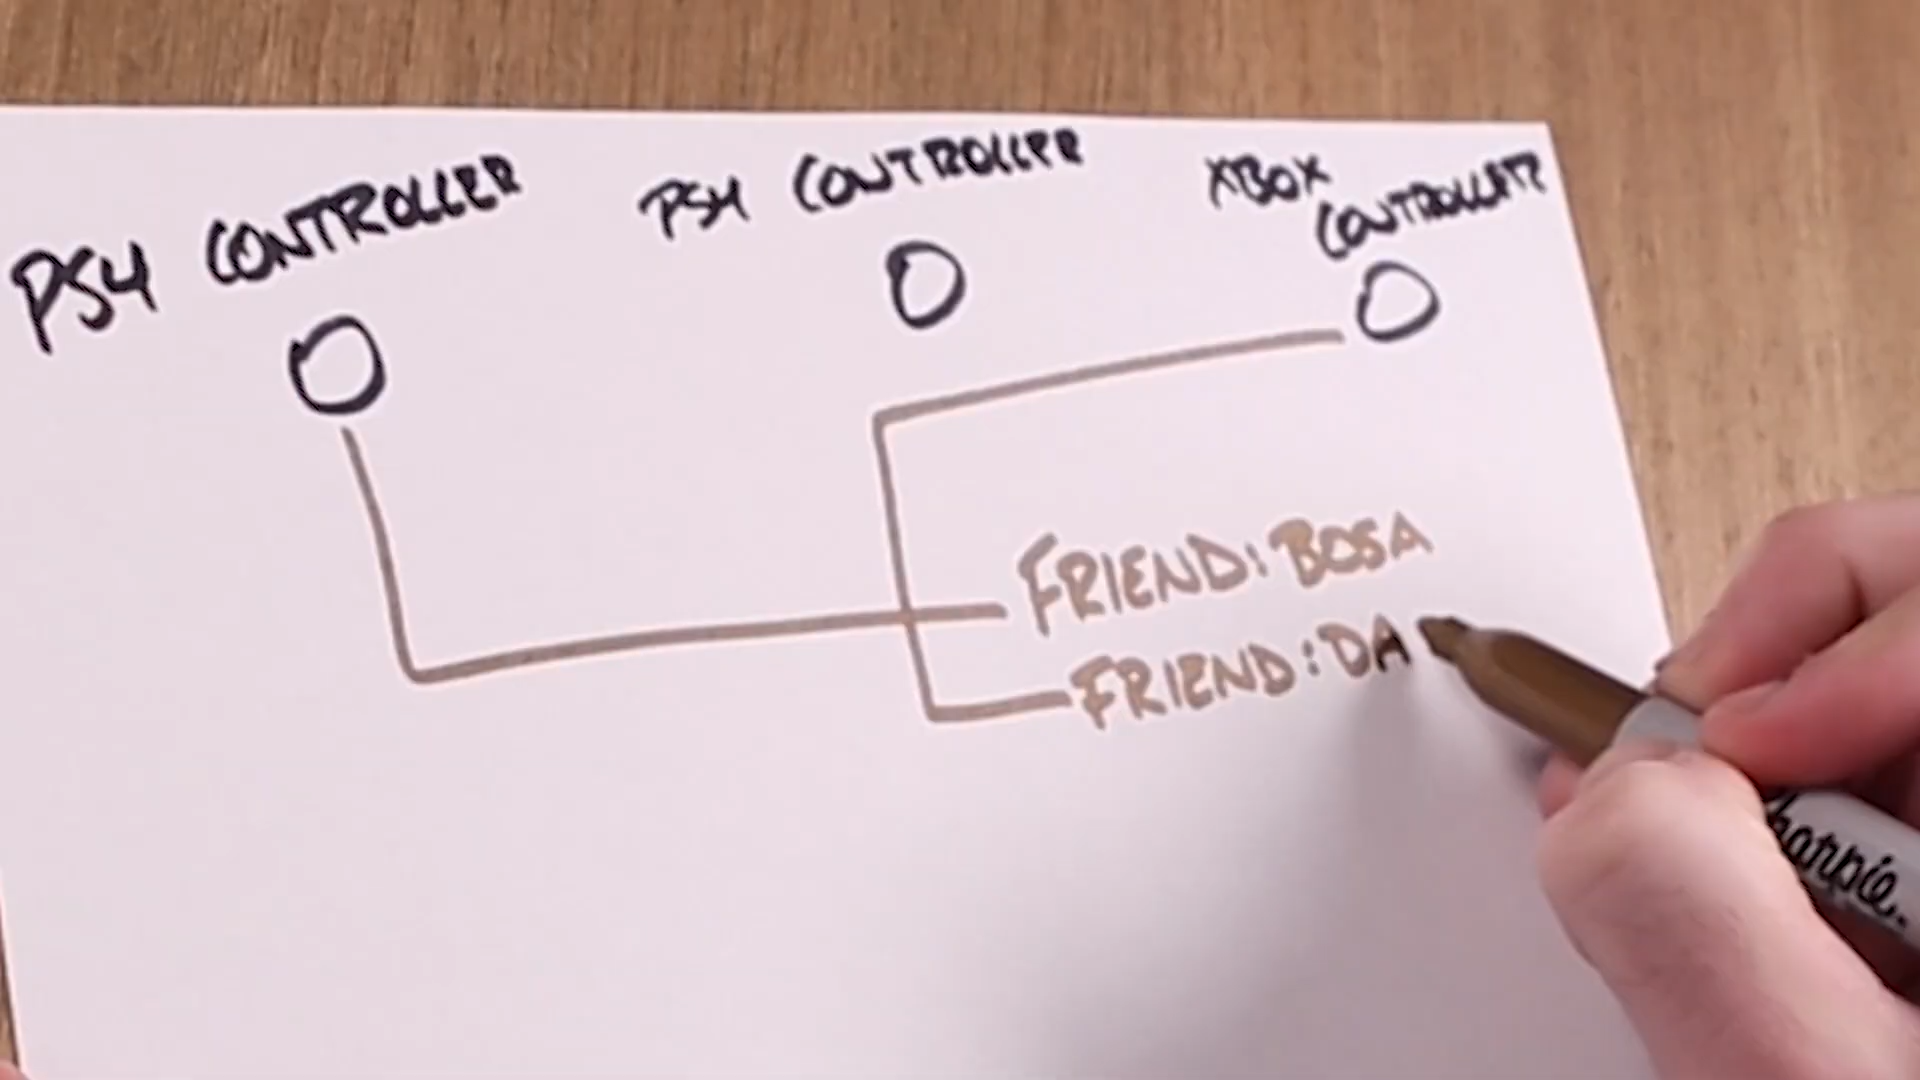 PS4 CONTROLLER
PS4 CONTROLLER
XBOX
CONTROLLER
FRIEND: BOSA
FRIEND: DA
Sharpie.